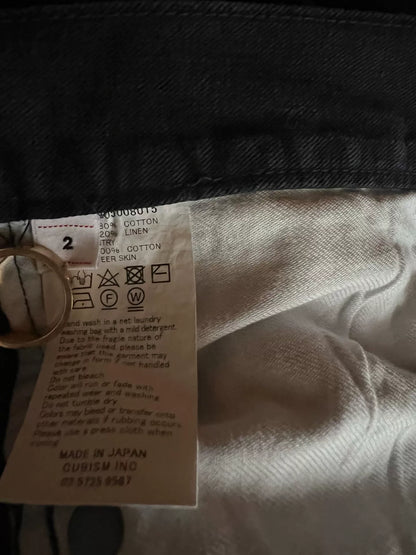 2
80% COTTON
20% LINEN
COTTON
SKIN
F
W
hand wash in a net laundry
washing bag with a mild detergent.
Due to the fragile nature of
the fabric used, please be
aware that this garment may
change in form if not handled
with care.
Do not bleach.
Color will run or fade with
repeated wear and washing.
Do not tumble dry.
Colors may bleed or transfer onto
other materials if rubbing occurs.
Please use a press cloth when
ironing.
MADE IN JAPAN
CUBISM INC
03 5725 9567